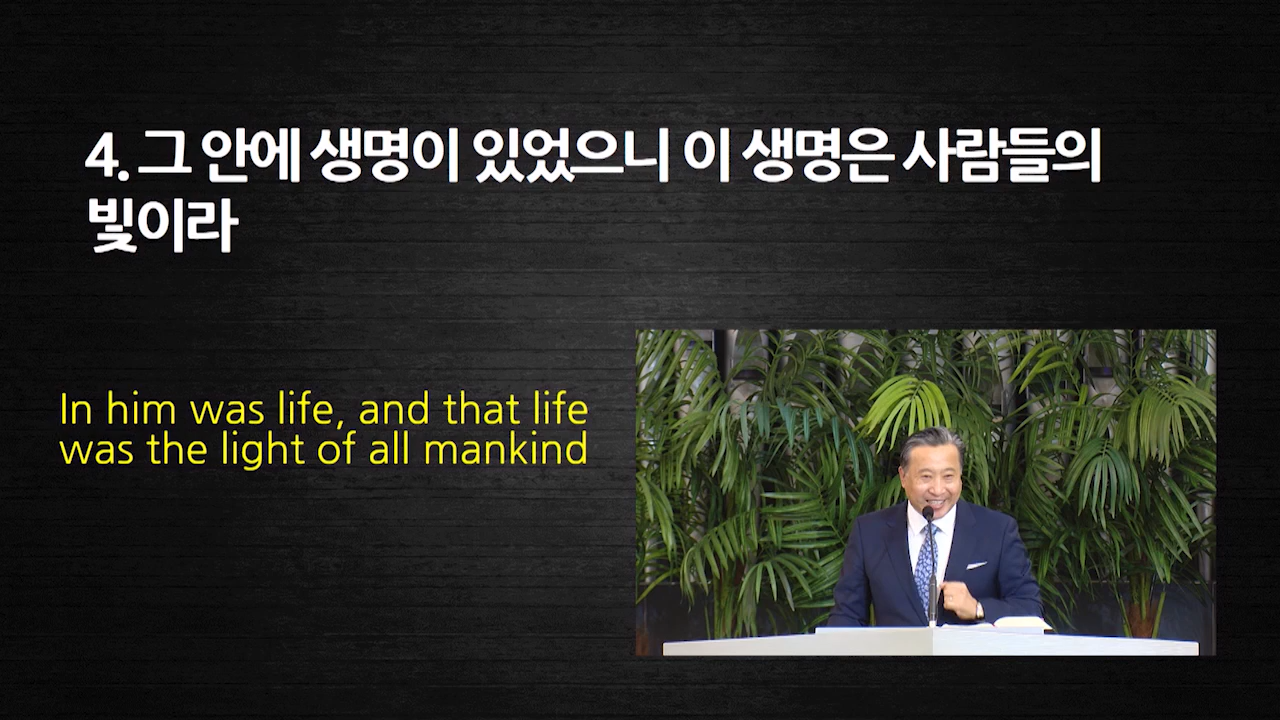 4. 그 안에 생명이 있었으니 이 생명은 사람들의
빛이라
In him was life, and that life
was the light of all mankind